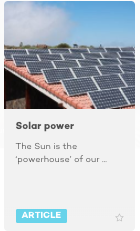 Solar power
The Sun is the
‘powerhouse’ of our ...
ARTICLE